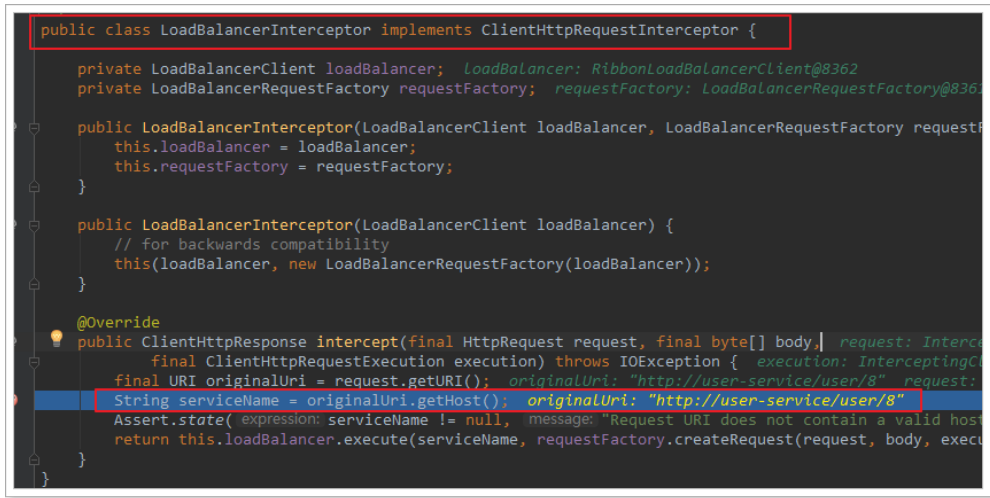 public class LoadBalancerInterceptor implements ClientHttpRequestInterceptor {
private LoadBalancerClient loadBalancer; loadBalancer: RibbonLoadBalancerClient@8362
private LoadBalancerRequestFactory requestFactory; requestFactory: LoadBalancerRequestFactory@8361
public LoadBalancerInterceptor(LoadBalancerClient loadBalancer, LoadBalancerRequestFactory requestF
this.loadBalancer = loadBalancer;
this.requestFactory = requestFactory;
}
public LoadBalancerInterceptor(LoadBalancerClient loadBalancer) {
// for backwards compatibility
this(loadBalancer, new LoadBalancerRequestFactory(loadBalancer));
}
@Override
public ClientHttpResponse intercept(final HttpRequest request, final byte[] body, request: Interce
final ClientHttpRequestExecution execution) throws IOException { execution: InterceptingCl
final URI originalUri = request.getURI(); originalUri: "http://user-service/user/8" request:
String serviceName = originalUri.getHost(); originalUri: "http://user-service/user/8"
Assert.state( expression: serviceName != null, message: "Request URI does not contain a valid host
return this.loadBalancer.execute(serviceName, requestFactory.createRequest(request, body, execu
}
}